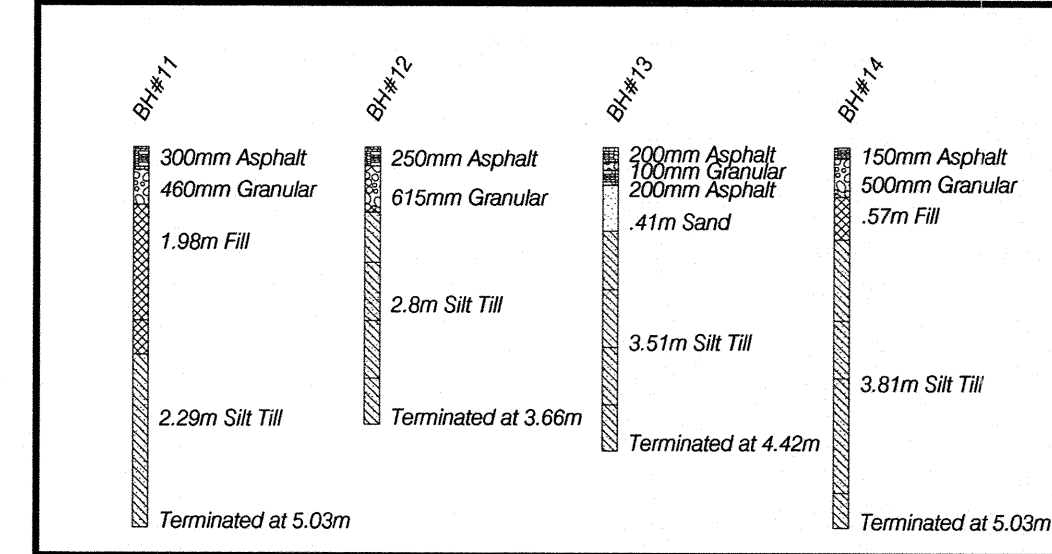 BH#11
300mm Asphalt
460mm Granular
1.98m Fill
2.29m Silt Till
Terminated at 5.03m
BH#12
250mm Asphalt
615mm Granular
2.8m Silt Till
Terminated at 3.66m
BH#13
200mm Asphalt
100mm Granular
200mm Asphalt
.41m Sand
3.51m Silt Till
Terminated at 4.42m
BH#14
150mm Asphalt
500mm Granular
.57m Fill
3.81m Silt Till
Terminated at 5.03m